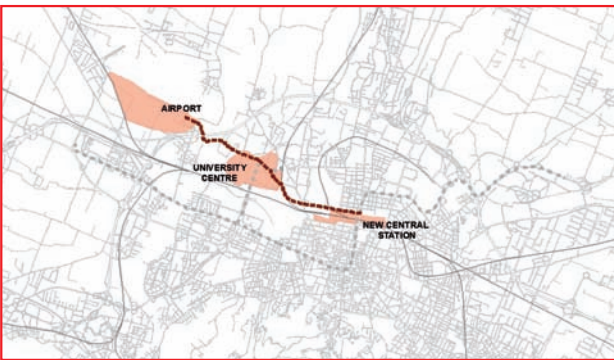 AIRPORT
UNIVERSITY
CENTRE
NEW CENTRAL
STATION